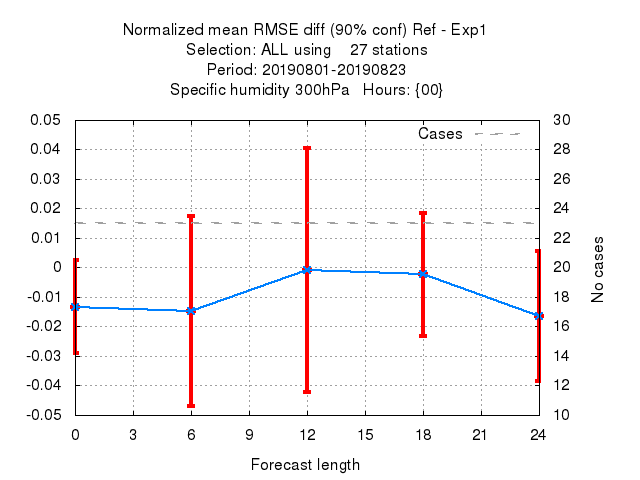 Normalized mean RMSE diff (90% conf) Ref - Exp1
Selection: ALL using    27 stations
Period: 20190801-20190823
Specific humidity 300hPa   Hours: {00}
Cases
0.05
0.04
0.03
0.02
0.01
0
-0.01
-0.02
-0.03
-0.04
-0.05
30
28
26
24
22
20
18
16
14
12
10
No cases
0 3 6 9 12 15 18 21 24
Forecast length